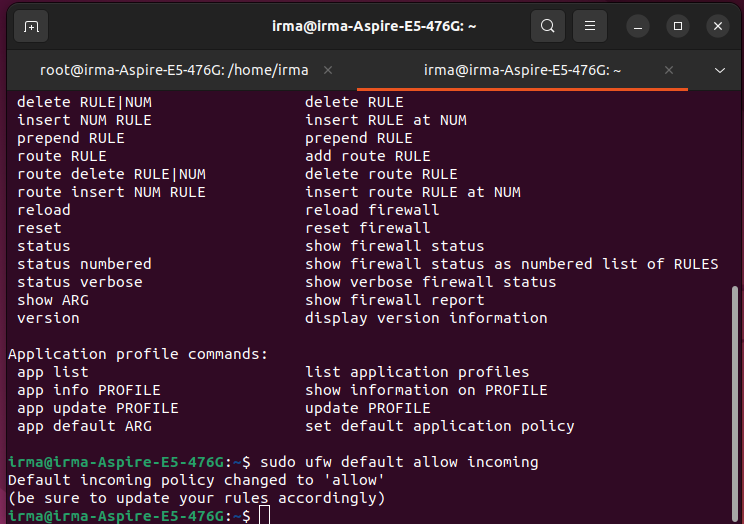 irma@irma-Aspire-E5-476G: ~
root@irma-Aspire-E5-476G: /home/irma
irma@irma-Aspire-E5-476G: ~
delete RULE|NUM delete RULE
insert NUM RULE insert RULE at NUM
prepend RULE prepend RULE
route RULE add route RULE
route delete RULE|NUM delete route RULE
route insert NUM RULE insert route RULE at NUM
reload reload firewall
reset reset firewall
status show firewall status
status numbered show firewall status as numbered list of RULES
status verbose show verbose firewall status
show ARG show firewall report
version display version information
Application profile commands:
app list list application profiles
app info PROFILE show information on PROFILE
app update PROFILE update PROFILE
app default ARG set default application policy
irma@irma-Aspire-E5-476G:~$ sudo ufw default allow incoming
Default incoming policy changed to 'allow'
(be sure to update your rules accordingly)
irma@irma-Aspire-E5-476G:~$